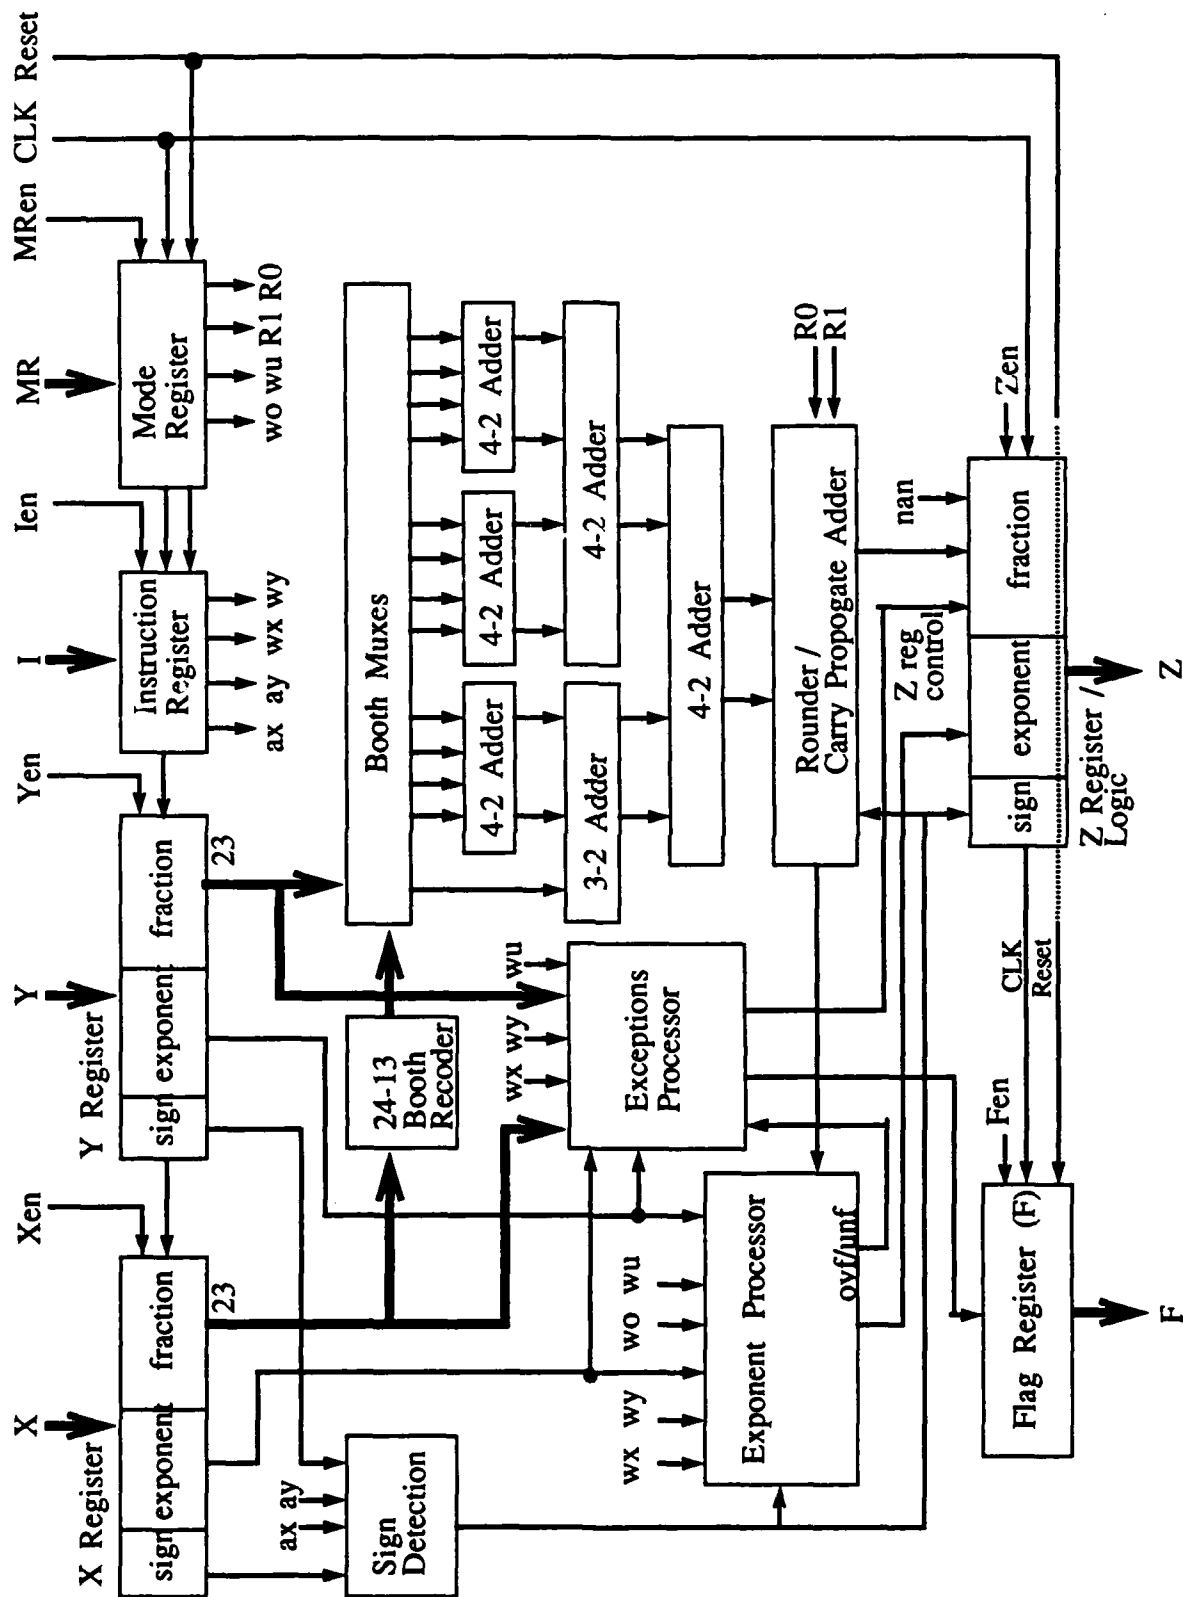 X
Xen
Y
Yen
I
Ien
MR
MRen
CLK
Reset
X Register
sign
exponent
fraction
23
Y Register
sign
exponent
fraction
23
Instruction
Register
ax
ay
wx
wy
Mode
Register
wo
wu
R1
R0
ax
ay
Sign
Detection
24-13
Booth
Recoder
Booth Muxes
4-2 Adder
4-2 Adder
4-2 Adder
3-2 Adder
4-2 Adder
4-2 Adder
wx
wy
wu
Exceptions
Processor
wx
wy
wo
wu
Exponent Processor
ovf/unf
R0
R1
Rounder /
Carry Propogate Adder
Z reg
control
nan
Zen
sign
exponent
fraction
Z Register /
Logic
Z
CLK
Reset
Fen
Flag Register (F)
F